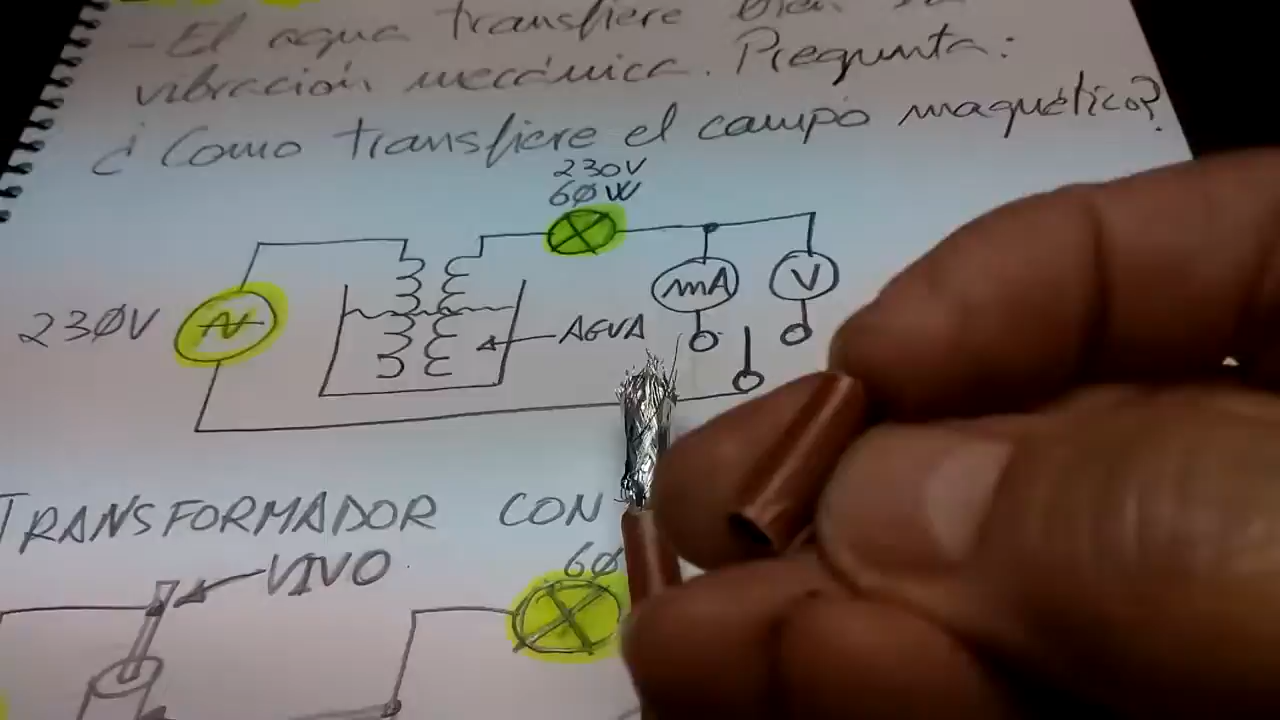 - El agua transfiere bien
vibración mecánica. Pregunta:
¿ Como transfiere el campo magnético?
230V
60W
230V
mA
V
AGUA
TRANSFORMADOR CON
VIVO
60